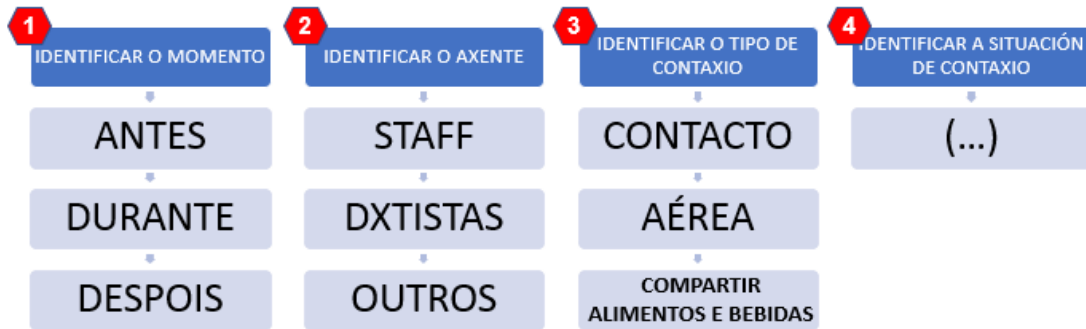 1
IDENTIFICAR O MOMENTO
ANTES
DURANTE
DESPOIS
2
IDENTIFICAR O AXENTE
STAFF
DXTISTAS
OUTROS
3
IDENTIFICAR O TIPO DE
CONTAXIO
CONTACTO
AÉREA
COMPARTIR
ALIMENTOS E BEBIDAS
4
IDENTIFICAR A SITUACIÓN
DE CONTAXIO
(...)